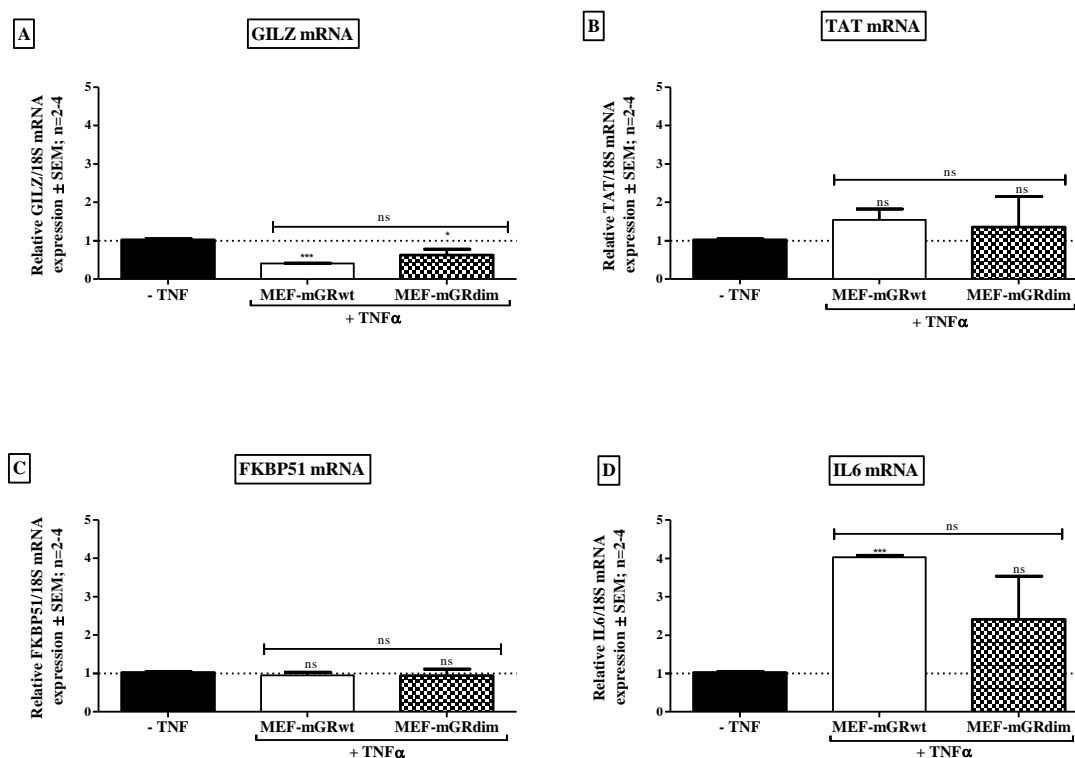 A
GILZ mRNA
Relative GILZ/18S mRNA
expression ± SEM; n=2-4
5
4
3
2
1
0
ns
***
*
- TNF
MEF-mGRwt
MEF-mGRdim
+ TNFα
B
TAT mRNA
Relative TAT/18S mRNA
expression ± SEM; n=2-4
5
4
3
2
1
0
ns
ns
ns
- TNF
MEF-mGRwt
MEF-mGRdim
+ TNFα
C
FKBP51 mRNA
Relative FKBP51/18S mRNA
expression ± SEM; n=2-4
5
4
3
2
1
0
ns
ns
ns
- TNF
MEF-mGRwt
MEF-mGRdim
+ TNFα
D
IL6 mRNA
Relative IL6/18S mRNA
expression ± SEM; n=2-4
5
4
3
2
1
0
ns
***
ns
- TNF
MEF-mGRwt
MEF-mGRdim
+ TNFα